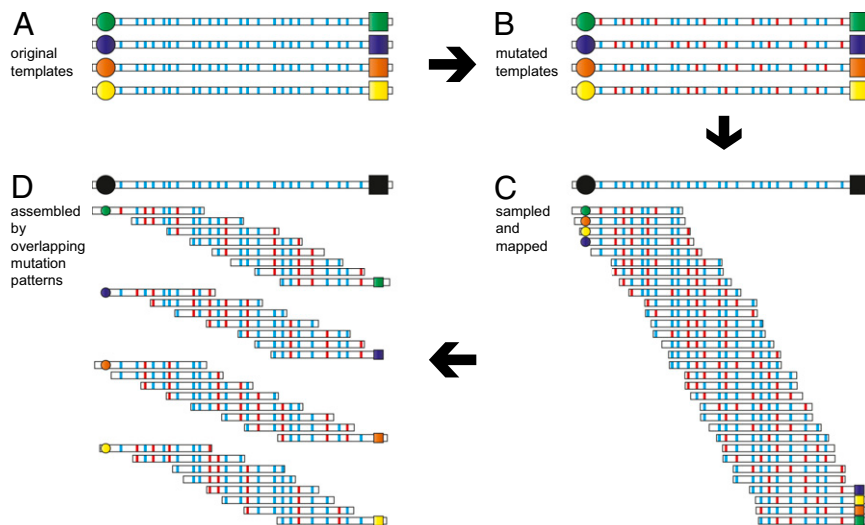 A
original
templates
B
mutated
templates
D
assembled
by
overlapping
mutation
patterns
C
sampled
and
mapped